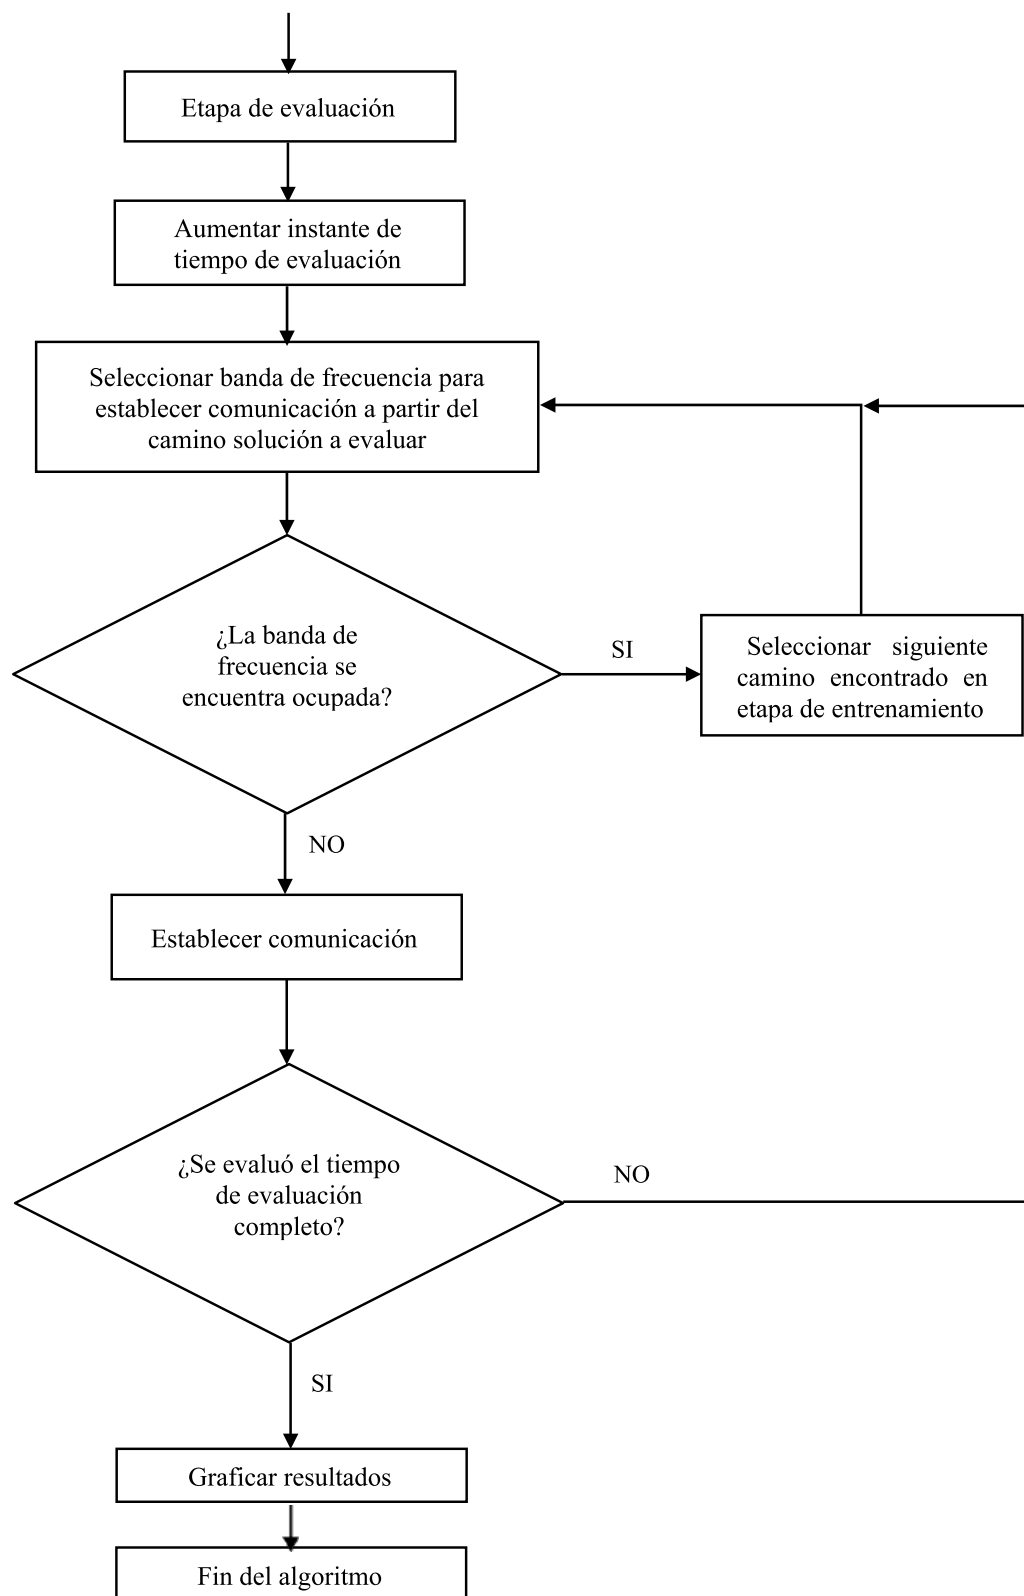 Etapa de evaluación
Aumentar instante de
tiempo de evaluación
Seleccionar banda de frecuencia para
establecer comunicación a partir del
camino solución a evaluar
¿La banda de
frecuencia se
encuentra ocupada?
SI
Seleccionar siguiente
camino encontrado en
etapa de entrenamiento
NO
Establecer comunicación
¿Se evaluó el tiempo
de evaluación
completo?
NO
SI
Graficar resultados
Fin del algoritmo